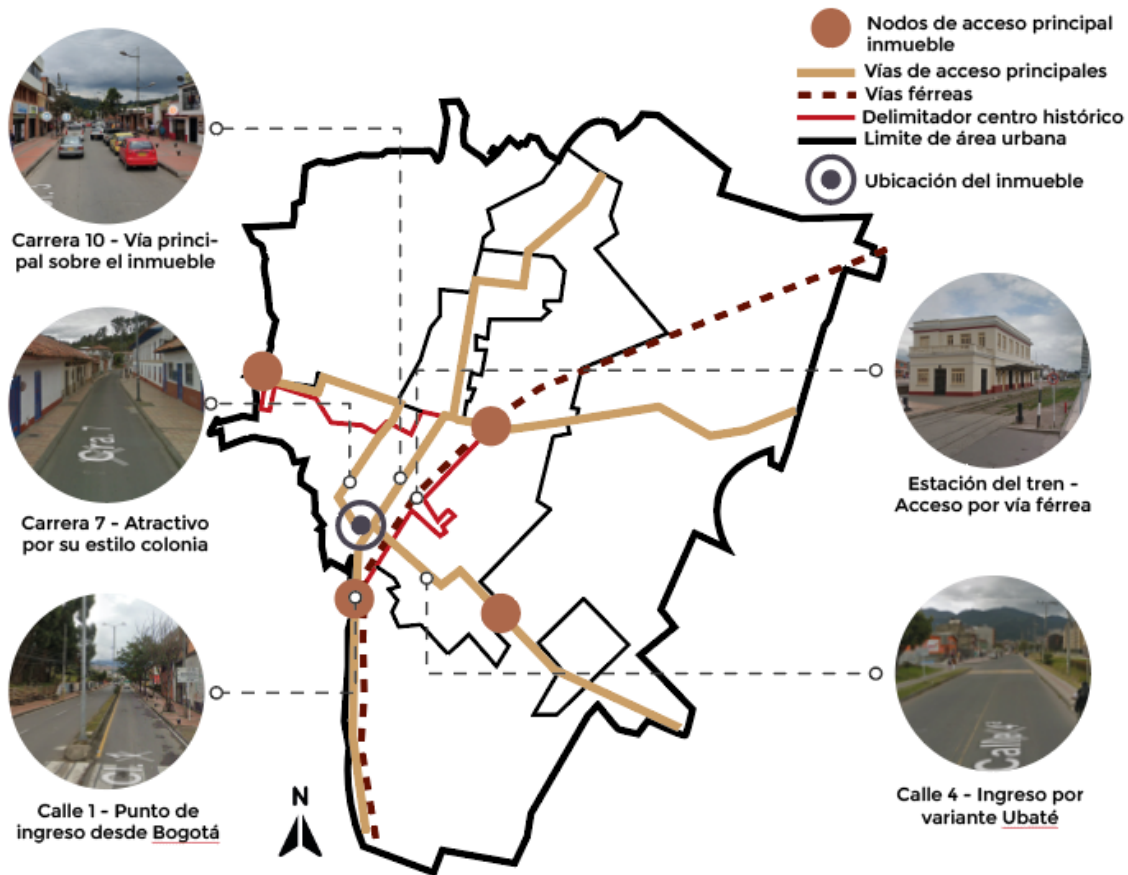 Nodos de acceso principal
inmueble
Vías de acceso principales
Vías férreas
Delimitador centro histórico
Limite de área urbana
Ubicación del inmueble
Carrera 10 - Vía princi-
pal sobre el inmueble
Cra. 7
Carrera 7 - Atractivo
por su estilo colonia
Estación del tren -
Acceso por vía férrea
Calle 1 - Punto de
ingreso desde Bogotá
N
Calle 4 - Ingreso por
variante Ubaté